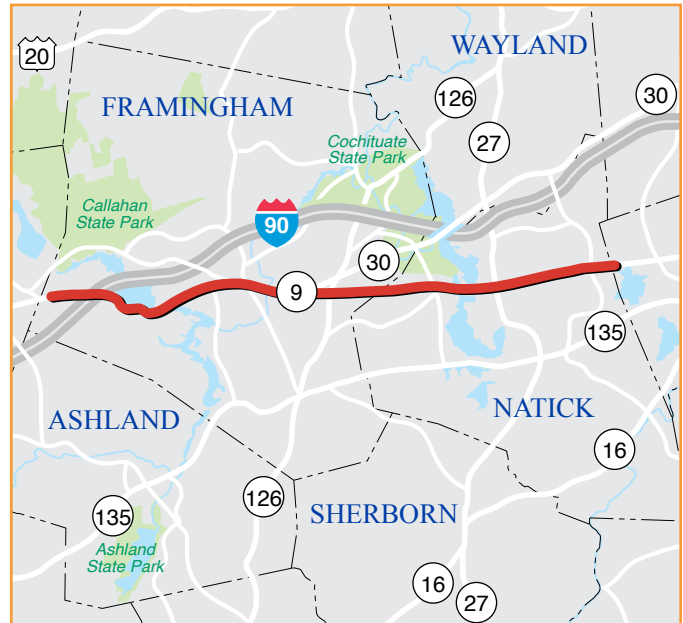 20
WAYLAND
126
30
FRAMINGHAM
27
Cochituate
State Park
Callahan
State Park
90
30
9
135
ASHLAND
NATICK
16
126
SHERBORN
135
Ashland
State Park
16
27